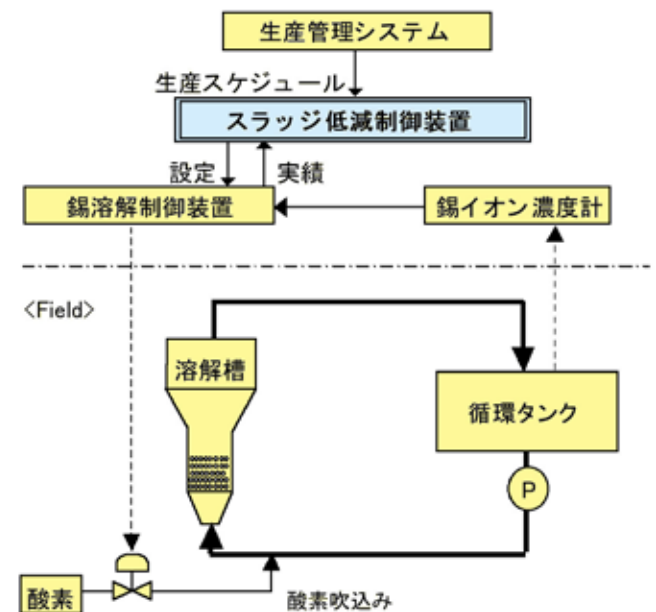 生産管理システム
生産スケジュール
スラッジ低減制御装置
設定
実績
錫溶解制御装置
錫イオン濃度計
<Field>
溶解槽
循環タンク
P
酸素
酸素吹込み